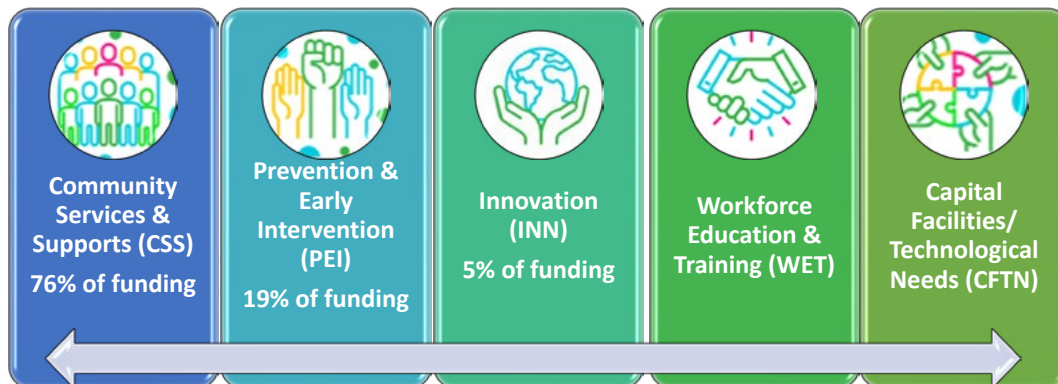 Community
Services &
Supports (CSS)
76% of funding
Prevention &
Early
Intervention
(PEI)
19% of funding
Innovation
(INN)
5% of funding
Workforce
Education &
Training (WET)
Capital
Facilities/
Technological
Needs (CFTN)